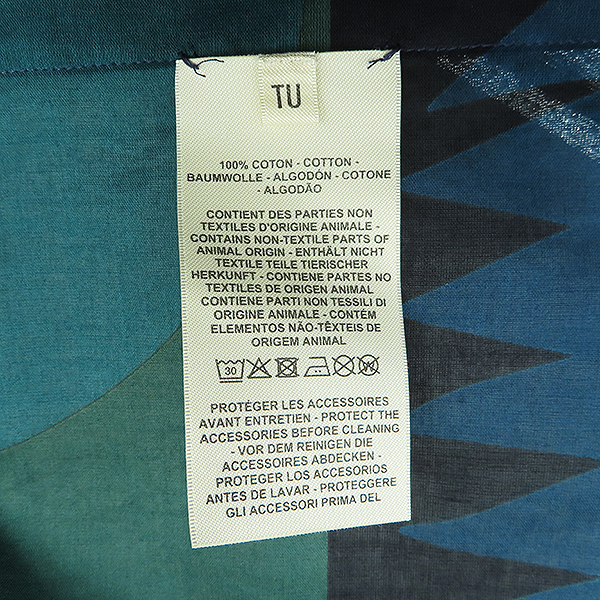 TU
100% COTON - COTTON -
BAUMWOLLE - ALGODÓN - COTONE
- ALGODÃO
CONTIENT DES PARTIES NON
TEXTILES D'ORIGINE ANIMALE -
CONTAINS NON-TEXTILE PARTS OF
ANIMAL ORIGIN - ENTHÄLT NICHT
TEXTILE TEILE TIERISCHER
HERKUNFT - CONTIENE PARTES NO
TEXTILES DE ORIGEN ANIMAL
CONTIENE PARTI NON TESSILI DI
ORIGINE ANIMALE - CONTÉM
ELEMENTOS NÃO-TÊXTEIS DE
ORIGEM ANIMAL
30
PROTÉGER LES ACCESSOIRES
AVANT ENTRETIEN - PROTECT THE
ACCESSORIES BEFORE CLEANING
- VOR DEM REINIGEN DIE
ACCESSOIRES ABDECKEN -
PROTEGER LOS ACCESORIOS
ANTES DE LAVAR - PROTEGGERE
GLI ACCESSORI PRIMA DEL